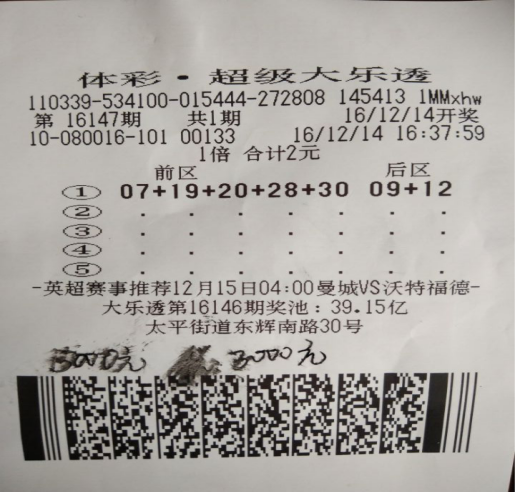 体彩·超级大乐透
110339-534100-015444-272808 145413 1MMxhw
第 16147期 共1期 16/12/14开奖
10-080016-101 00133 16/12/14 16:37:59
1倍 合计2元
前区 后区
① 07+19+20+28+30 09+12
② . . . . . . .
③ . . . . . . .
④ . . . . . . .
⑤ . . . . . . .
-英超赛事推荐12月15日04:00曼城VS沃特福德-
大乐透第16146期奖池：39.15亿
太平街道东辉南路30号
3000元